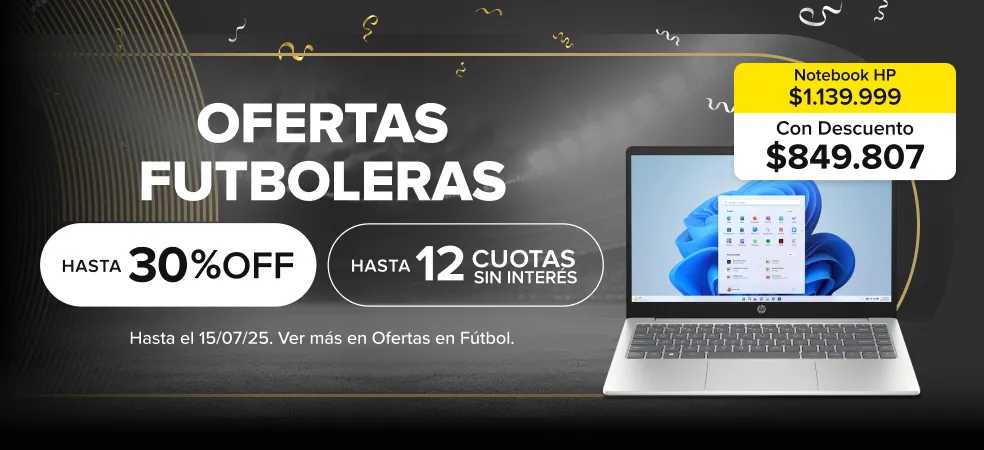 OFERTAS
FUTBOLERAS
HASTA 30%OFF
HASTA 12 CUOTAS
SIN INTERÉS
Hasta el 15/07/25. Ver más en Ofertas en Fútbol.
Notebook HP
$1.139.999
Con Descuento
$849.807
hp